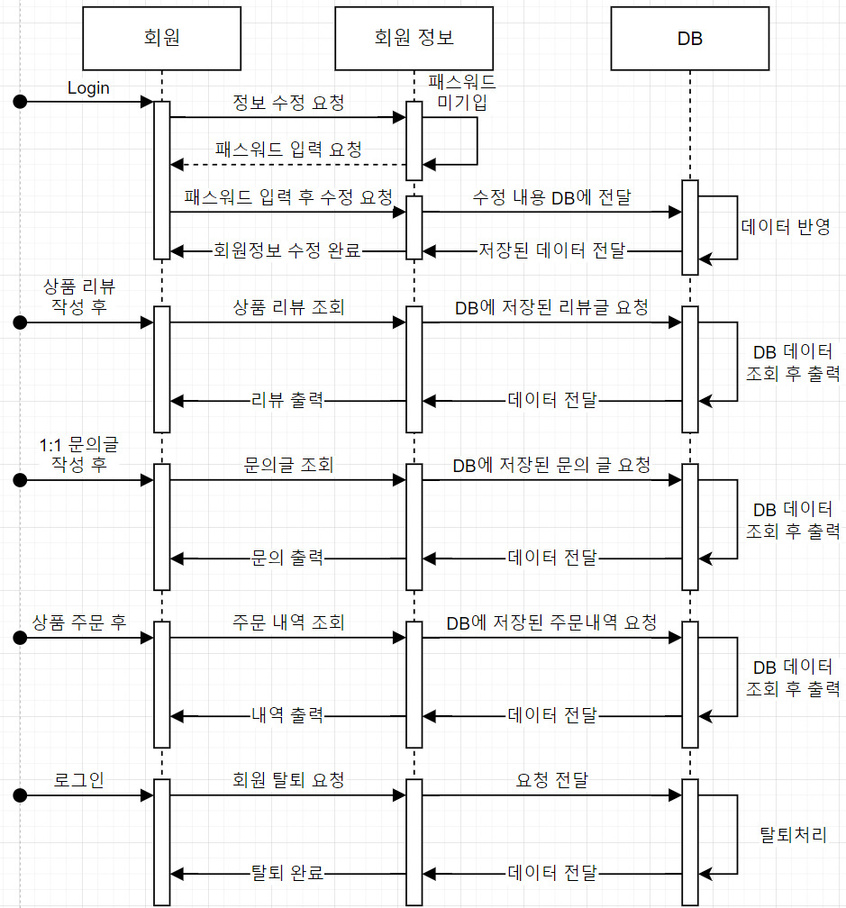 회원
회원 정보
DB
Login
정보 수정 요청
패스워드
미기입
패스워드 입력 요청
패스워드 입력 후 수정 요청
수정 내용 DB에 전달
데이터 반영
회원정보 수정 완료
저장된 데이터 전달
상품 리뷰
작성 후
상품 리뷰 조회
DB에 저장된 리뷰글 요청
DB 데이터
조회 후 출력
리뷰 출력
데이터 전달
1:1 문의글
작성 후
문의글 조회
DB에 저장된 문의 글 요청
DB 데이터
조회 후 출력
문의 출력
데이터 전달
상품 주문 후
주문 내역 조회
DB에 저장된 주문내역 요청
DB 데이터
조회 후 출력
내역 출력
데이터 전달
로그인
회원 탈퇴 요청
요청 전달
탈퇴처리
탈퇴 완료
데이터 전달